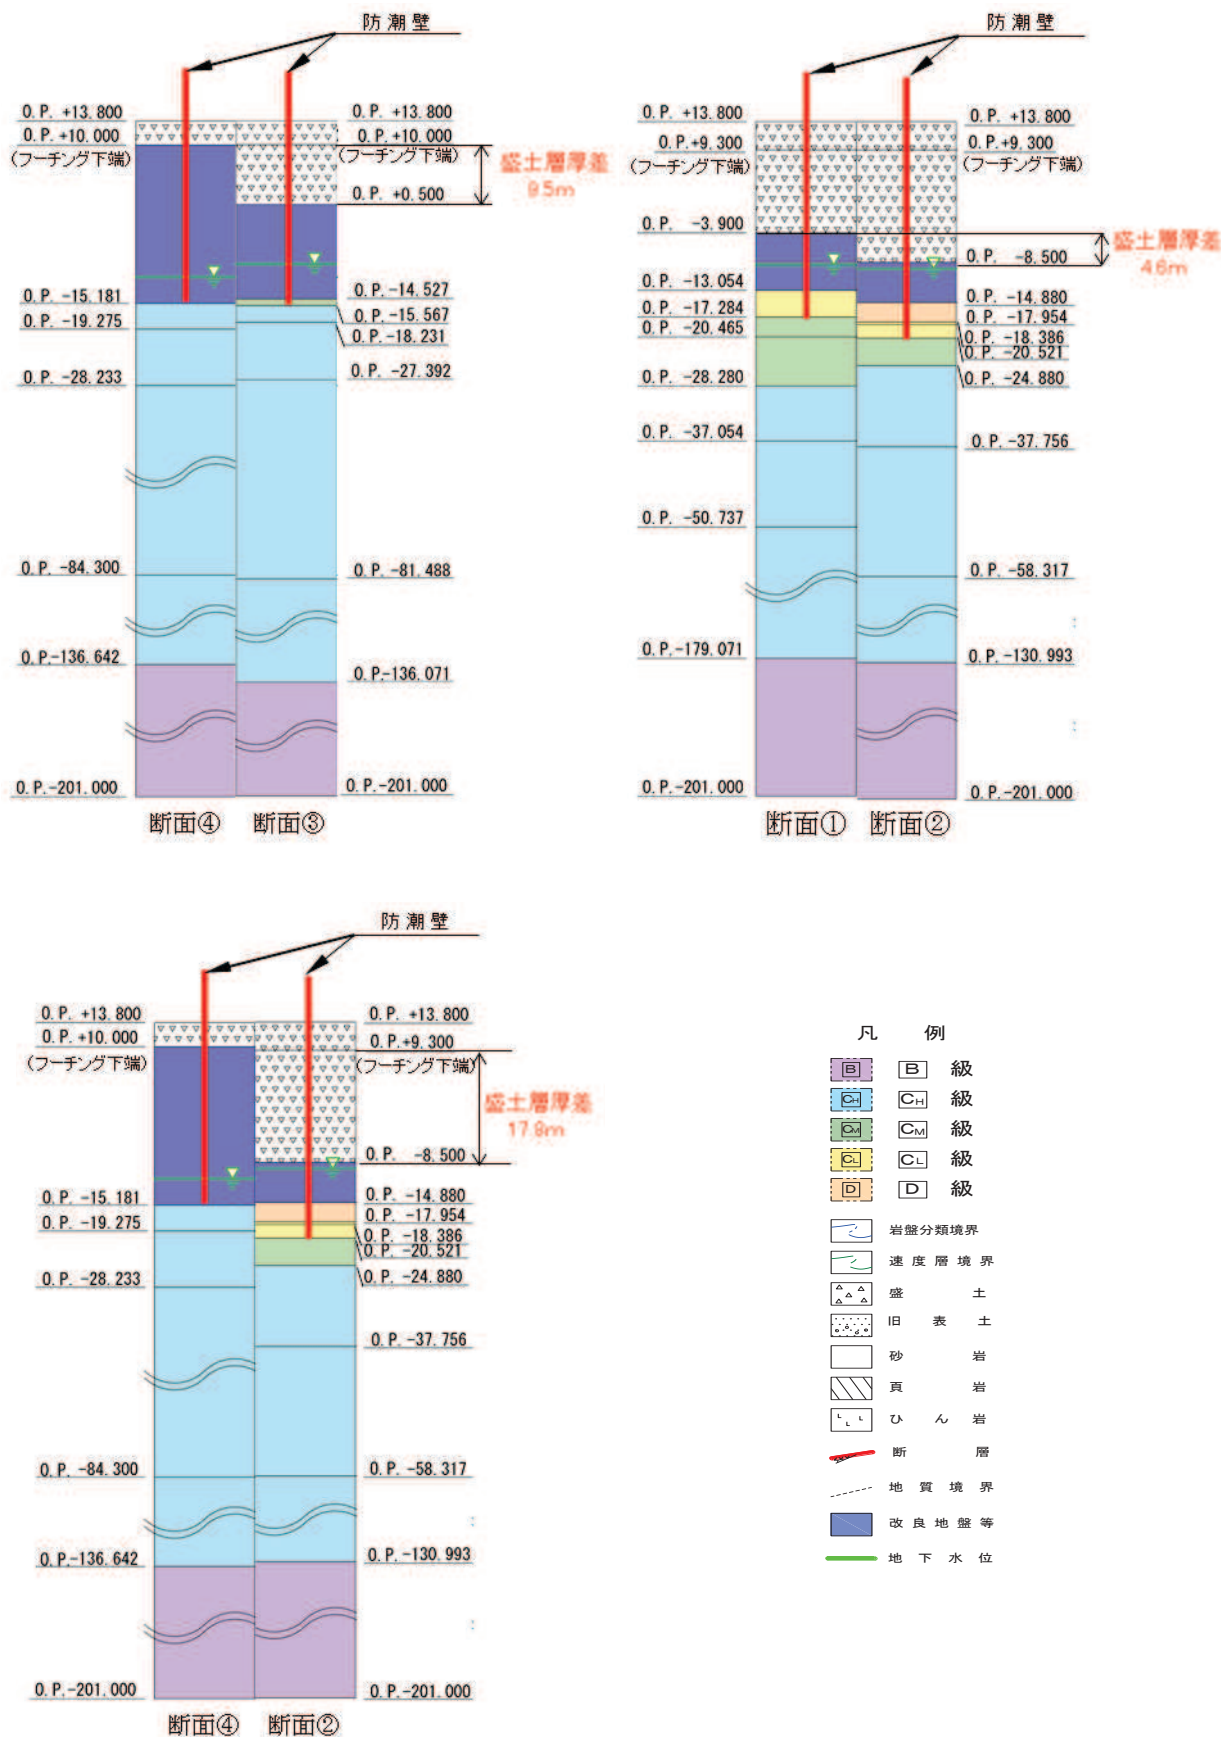 防潮壁
O.P. +13.800
O.P. +10.000
(フーチング下端)
O.P. -15.181
O.P. -19.275
O.P. -28.233
O.P. -84.300
O.P.-136.642
O.P.-201.000
O.P. +13.800
O.P. +10.000
(フーチング下端)
O.P. +0.500
O.P. -14.527
O.P. -15.567
O.P. -18.231
O.P. -27.392
O.P. -81.488
O.P.-136.071
O.P.-201.000
盛土層厚差
9.5m
断面④ 断面③
防潮壁
O.P. +13.800
O.P.+9.300
(フーチング下端)
O.P. -3.900
O.P. -13.054
O.P. -17.284
O.P. -20.465
O.P. -28.280
O.P. -37.054
O.P. -50.737
O.P.-179.071
O.P.-201.000
O.P. +13.800
O.P.+9.300
(フーチング下端)
O.P. -8.500
O.P. -14.880
O.P. -17.954
O.P. -18.386
O.P. -20.521
O.P. -24.880
O.P. -37.756
O.P. -58.317
O.P.-130.993
O.P.-201.000
盛土層厚差
4.6m
断面① 断面②
防潮壁
O.P. +13.800
O.P. +10.000
(フーチング下端)
O.P. -15.181
O.P. -19.275
O.P. -28.233
O.P. -84.300
O.P.-136.642
O.P.-201.000
O.P. +13.800
O.P.+9.300
(フーチング下端)
O.P. -8.500
O.P. -14.880
O.P. -17.954
O.P. -18.386
O.P. -20.521
O.P. -24.880
O.P. -37.756
O.P. -58.317
O.P.-130.993
O.P.-201.000
盛土層厚差
17.8m
断面④ 断面②
凡 例
B B 級
CH CH 級
CM CM 級
CL CL 級
D D 級
岩盤分類境界
速度層境界
盛土
旧表土
砂岩
頁岩
ひん岩
断層
地質境界
改良地盤等
地下水位